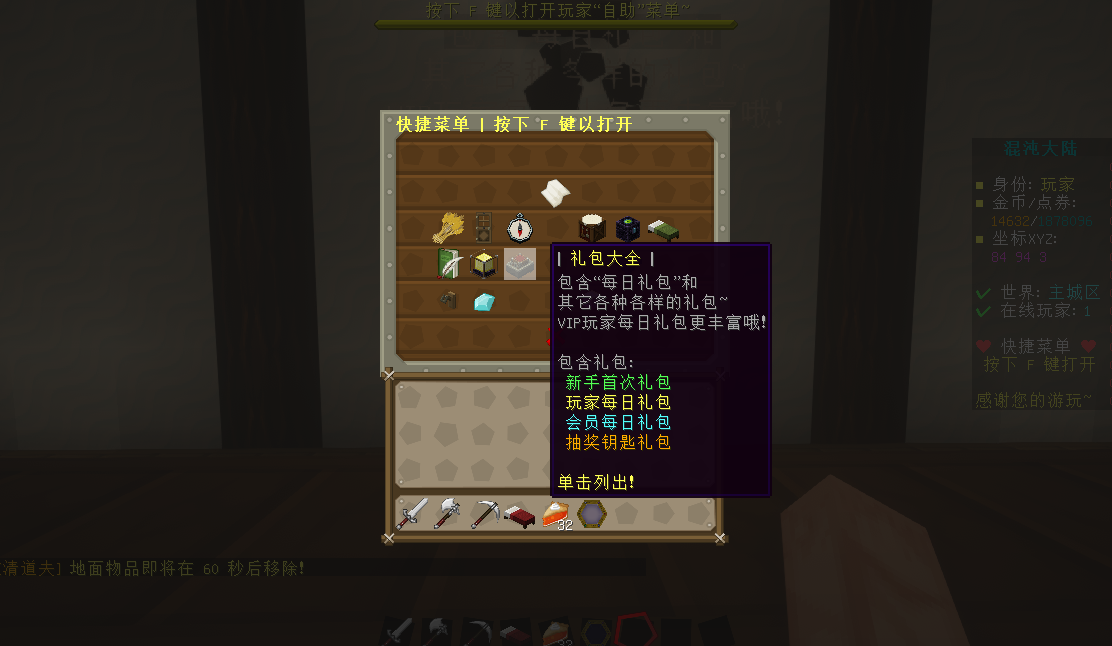 按下 F 键以打开玩家“自助”菜单~
快捷菜单 | 按下 F 键以打开
| 礼包大全 |
包含“每日礼包”和
其它各种各样的礼包~
VIP玩家每日礼包更丰富哦!
包含礼包:
新手首次礼包
玩家每日礼包
会员每日礼包
抽奖钥匙礼包
单击列出!
32
混沌大陆
身份: 玩家
金币/点券:
14632/1878096
坐标XYZ:
84 94 3
世界: 主城区
在线玩家: 1
快捷菜单
按下 F 键打开
感谢您的游玩~
清道夫] 地面物品即将在 60 秒后移除!
32